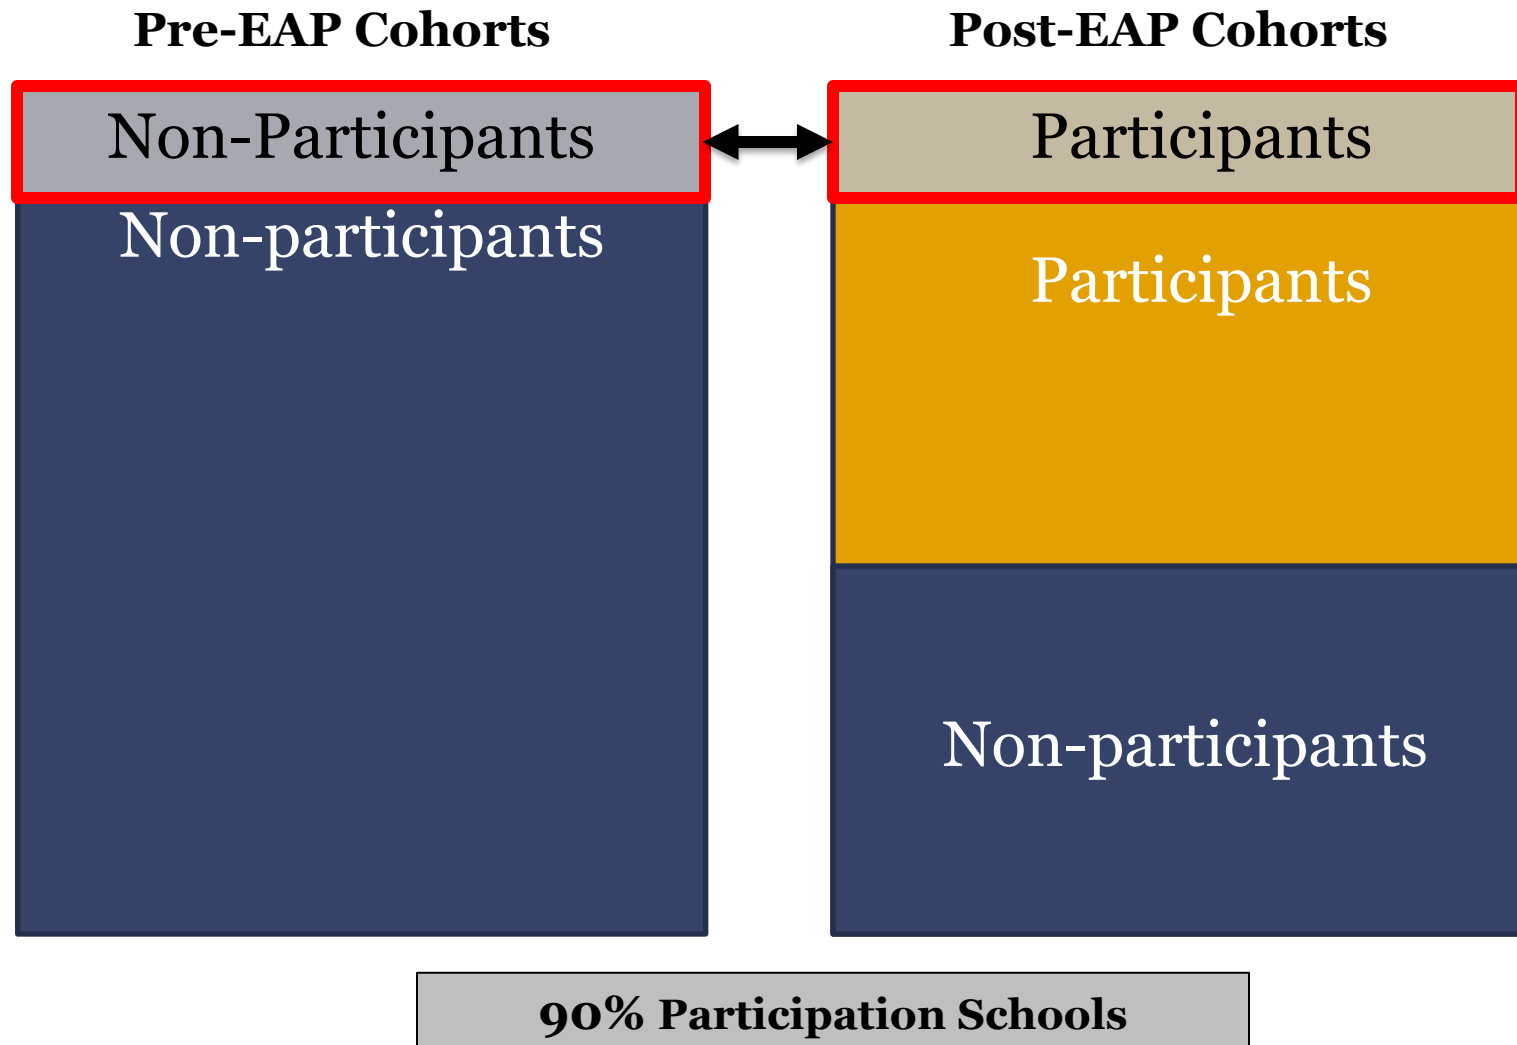 Pre-EAP Cohorts
Post-EAP Cohorts
Non-Participants
Participants
Non-participants
Participants
Non-participants
90% Participation Schools